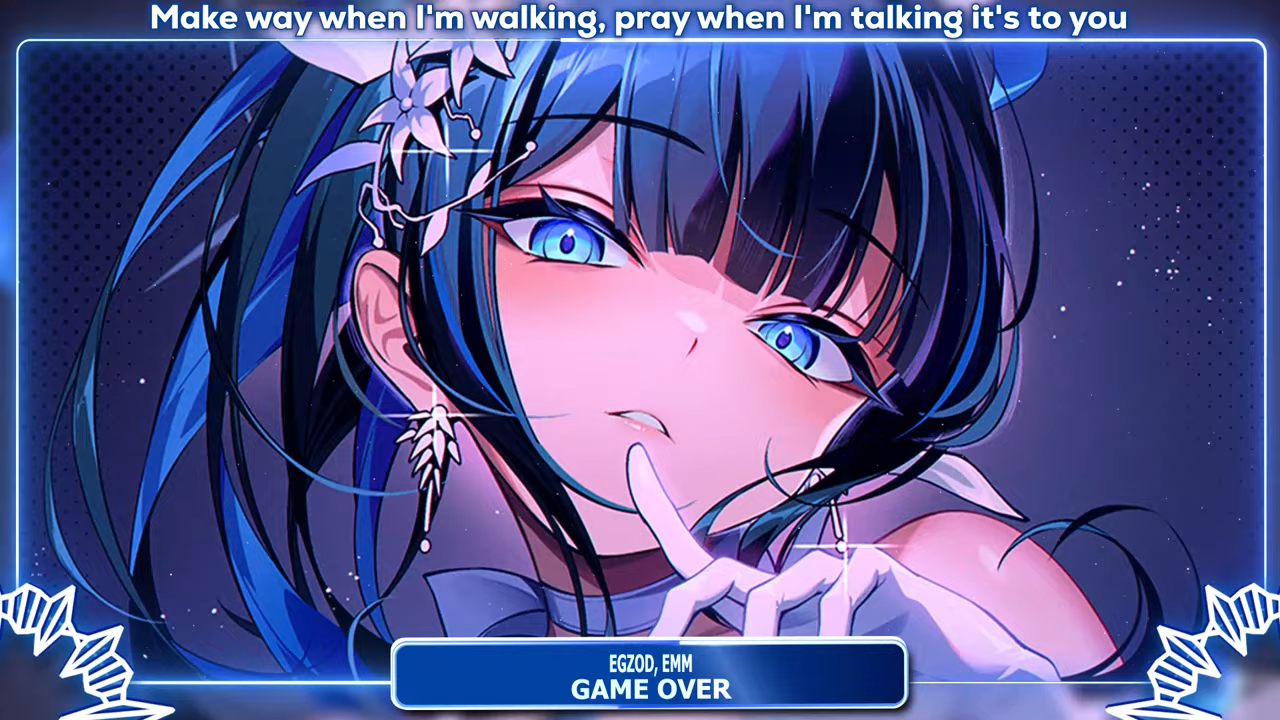 Make way when I'm walking, pray when I'm talking it's to you
EGZOD, EMM
GAME OVER